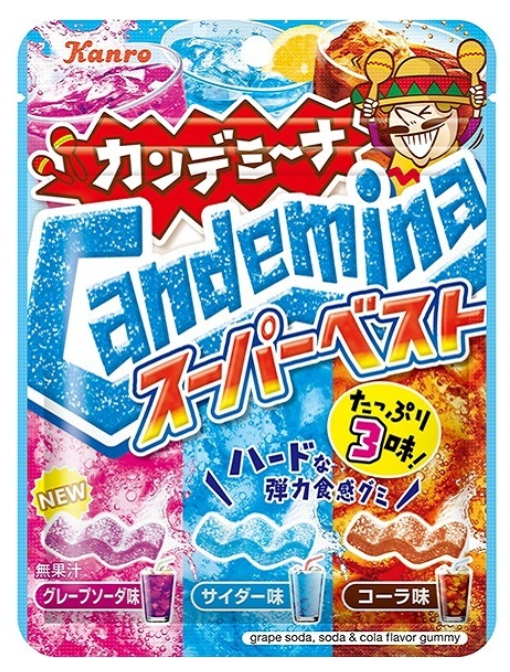 Kanro
カンデミーナ
Candemina
スーパーベスト
たっぷり
3味!
ハードな
弾力食感グミ
NEW
無果汁
グレープソーダ味
サイダー味
コーラ味
grape soda, soda & cola flavor gummy